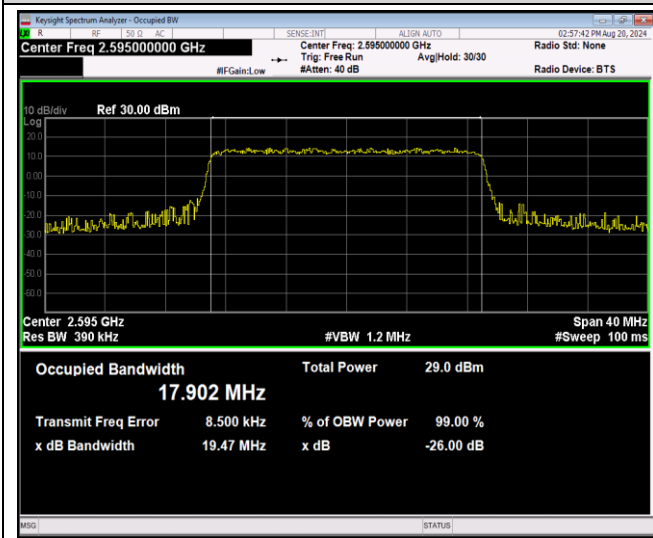 Keysight Spectrum Analyzer - Occupied BW
LXI R RF 50 Ω AC SENSE:INT ALIGN AUTO 02:57:42 PM Aug 20, 2024
Center Freq 2.595000000 GHz Center Freq: 2.595000000 GHz Radio Std: None
Trig: Free Run Avg|Hold: 30/30
#IFGain:Low #Atten: 40 dB Radio Device: BTS
10 dB/div Ref 30.00 dBm
Log
20.0
10.0
0.00
-10.0
-20.0
-30.0
-40.0
-50.0
-60.0
Center 2.595 GHz Span 40 MHz
Res BW 390 kHz #VBW 1.2 MHz #Sweep 100 ms
Occupied Bandwidth Total Power 29.0 dBm
17.902 MHz
Transmit Freq Error 8.500 kHz % of OBW Power 99.00 %
x dB Bandwidth 19.47 MHz x dB -26.00 dB
MSG STATUS